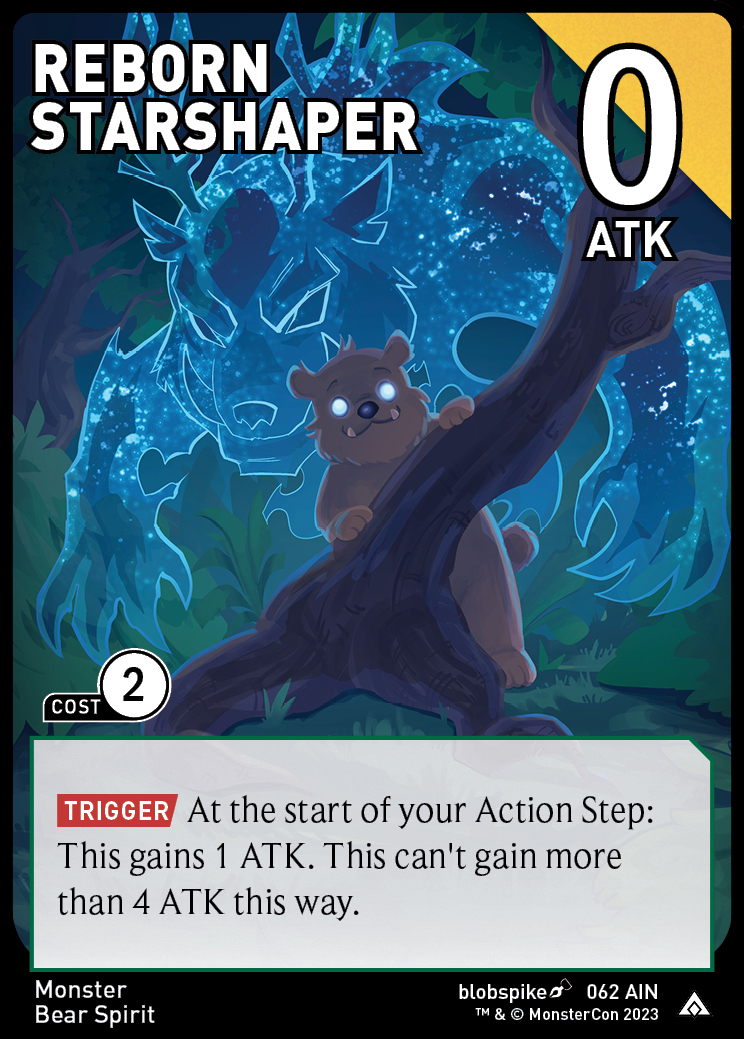 REBORN
STARSHAPER
0
ATK
COST 2
TRIGGER At the start of your Action Step:
This gains 1 ATK. This can't gain more
than 4 ATK this way.
Monster
Bear Spirit
blobspike 062 AIN
™ & © MonsterCon 2023